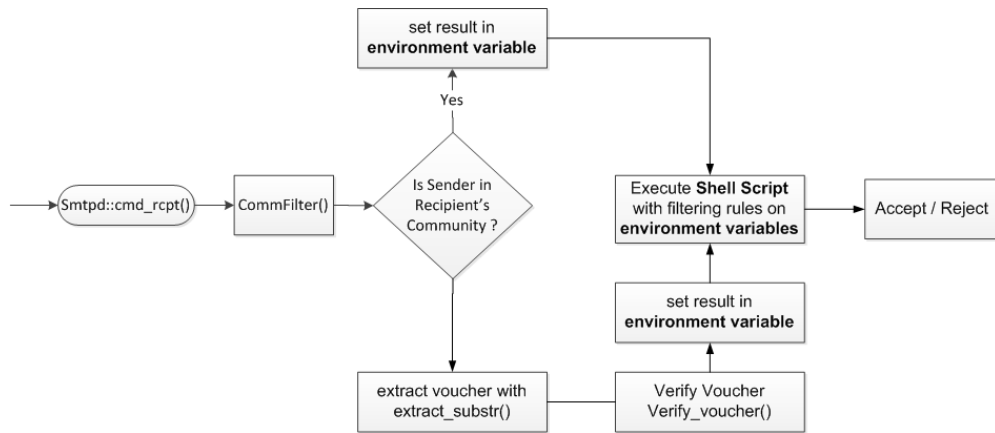 set result in
environment variable
Yes
Smtpd::cmd_rcpt()
CommFilter()
Is Sender in
Recipient's
Community ?
Execute Shell Script
with filtering rules on
environment variables
Accept / Reject
set result in
environment variable
extract voucher with
extract_substr()
Verify Voucher
Verify_voucher()